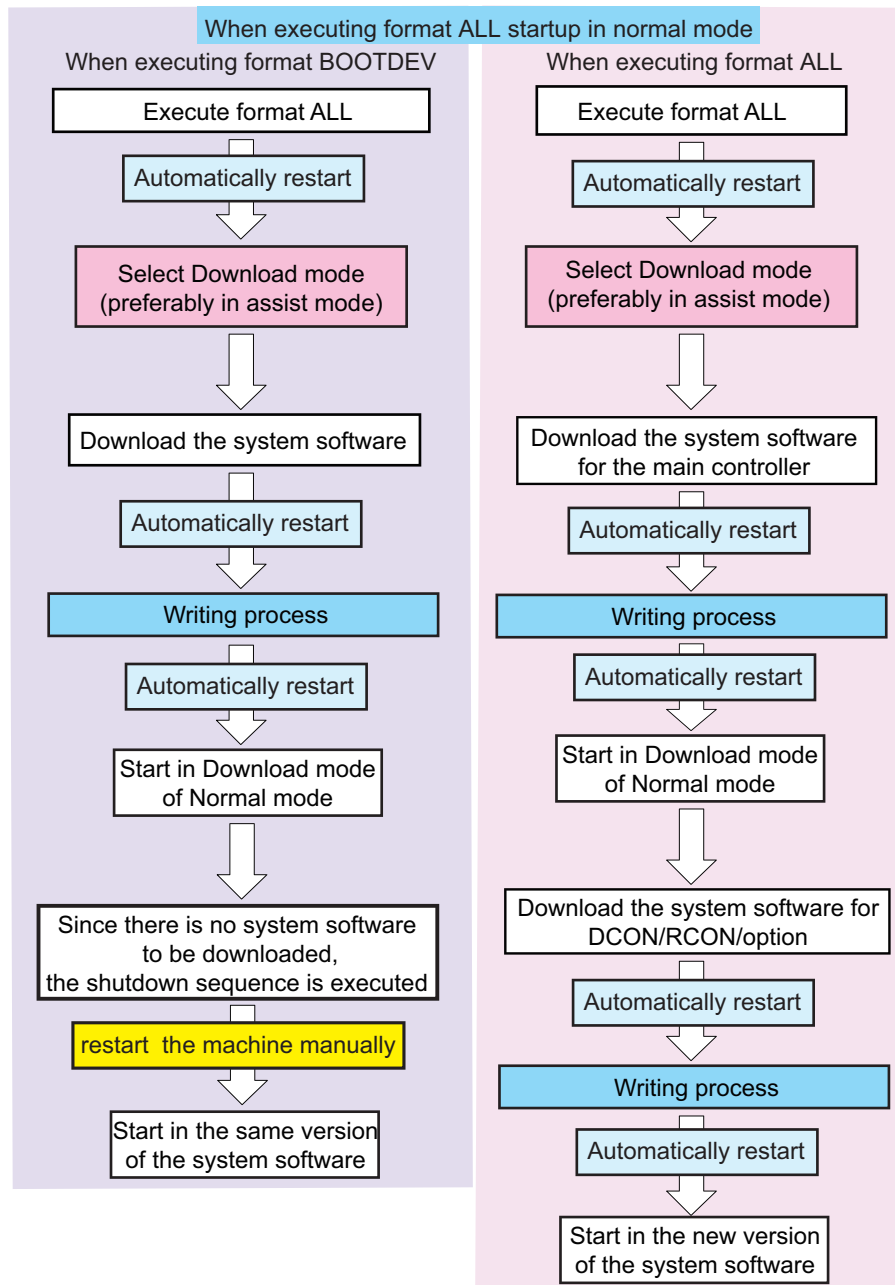 When executing format ALL startup in normal mode
When executing format BOOTDEV
Execute format ALL
Automatically restart
Select Download mode
(preferably in assist mode)
Download the system software
Automatically restart
Writing process
Automatically restart
Start in Download mode
of Normal mode
Since there is no system software
to be downloaded,
the shutdown sequence is executed
restart the machine manually
Start in the same version
of the system software
When executing format ALL
Execute format ALL
Automatically restart
Select Download mode
(preferably in assist mode)
Download the system software
for the main controller
Automatically restart
Writing process
Automatically restart
Start in Download mode
of Normal mode
Download the system software for
DCON/RCON/option
Automatically restart
Writing process
Automatically restart
Start in the new version
of the system software